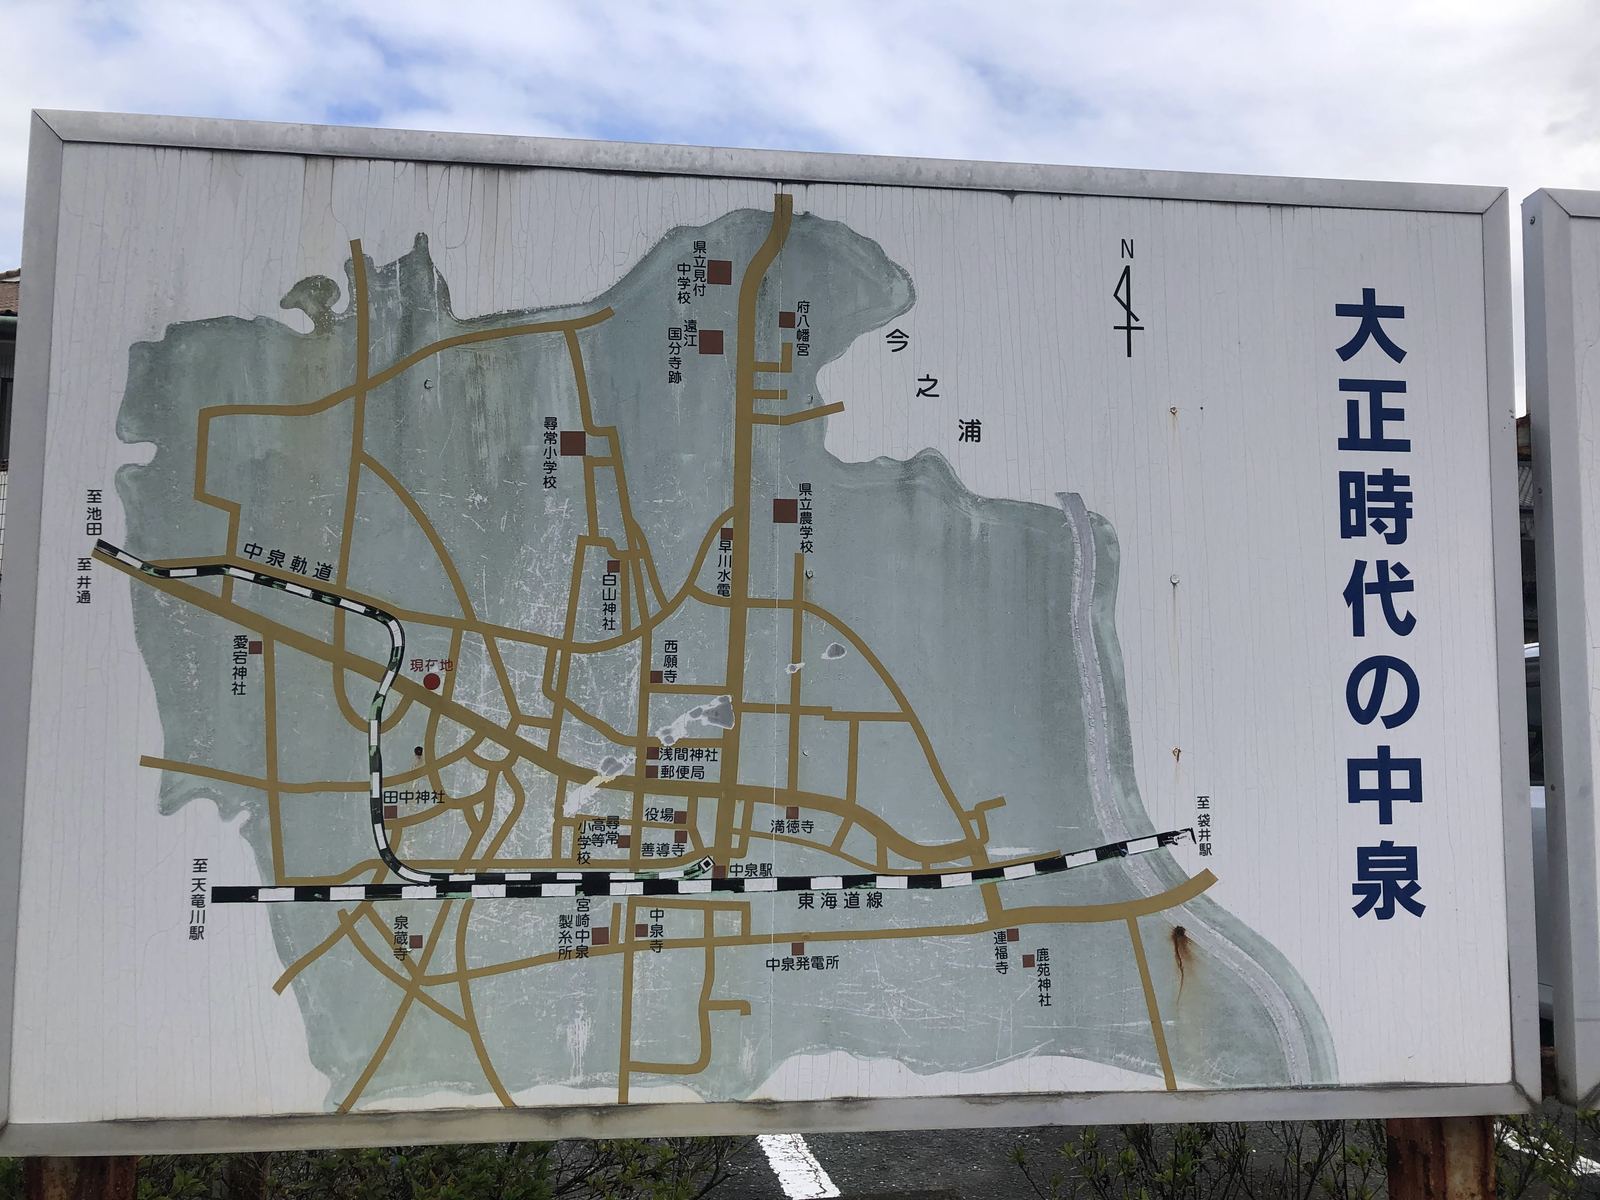 大正時代の中泉
N
今之浦
県立見付
中学校
遠江
国分寺跡
府八幡宮
尋常小学校
県立農学校
早川水電
白山神社
至池田
至井通
中泉軌道
愛宕神社
現在地
西願寺
浅間神社
郵便局
田中神社
役場
尋常
高等
小学校
善導寺
満徳寺
中泉駅
至袋井駅
至天竜川駅
東海道線
泉蔵寺
宮崎中泉
製糸所
中泉寺
中泉発電所
連福寺
鹿苑神社